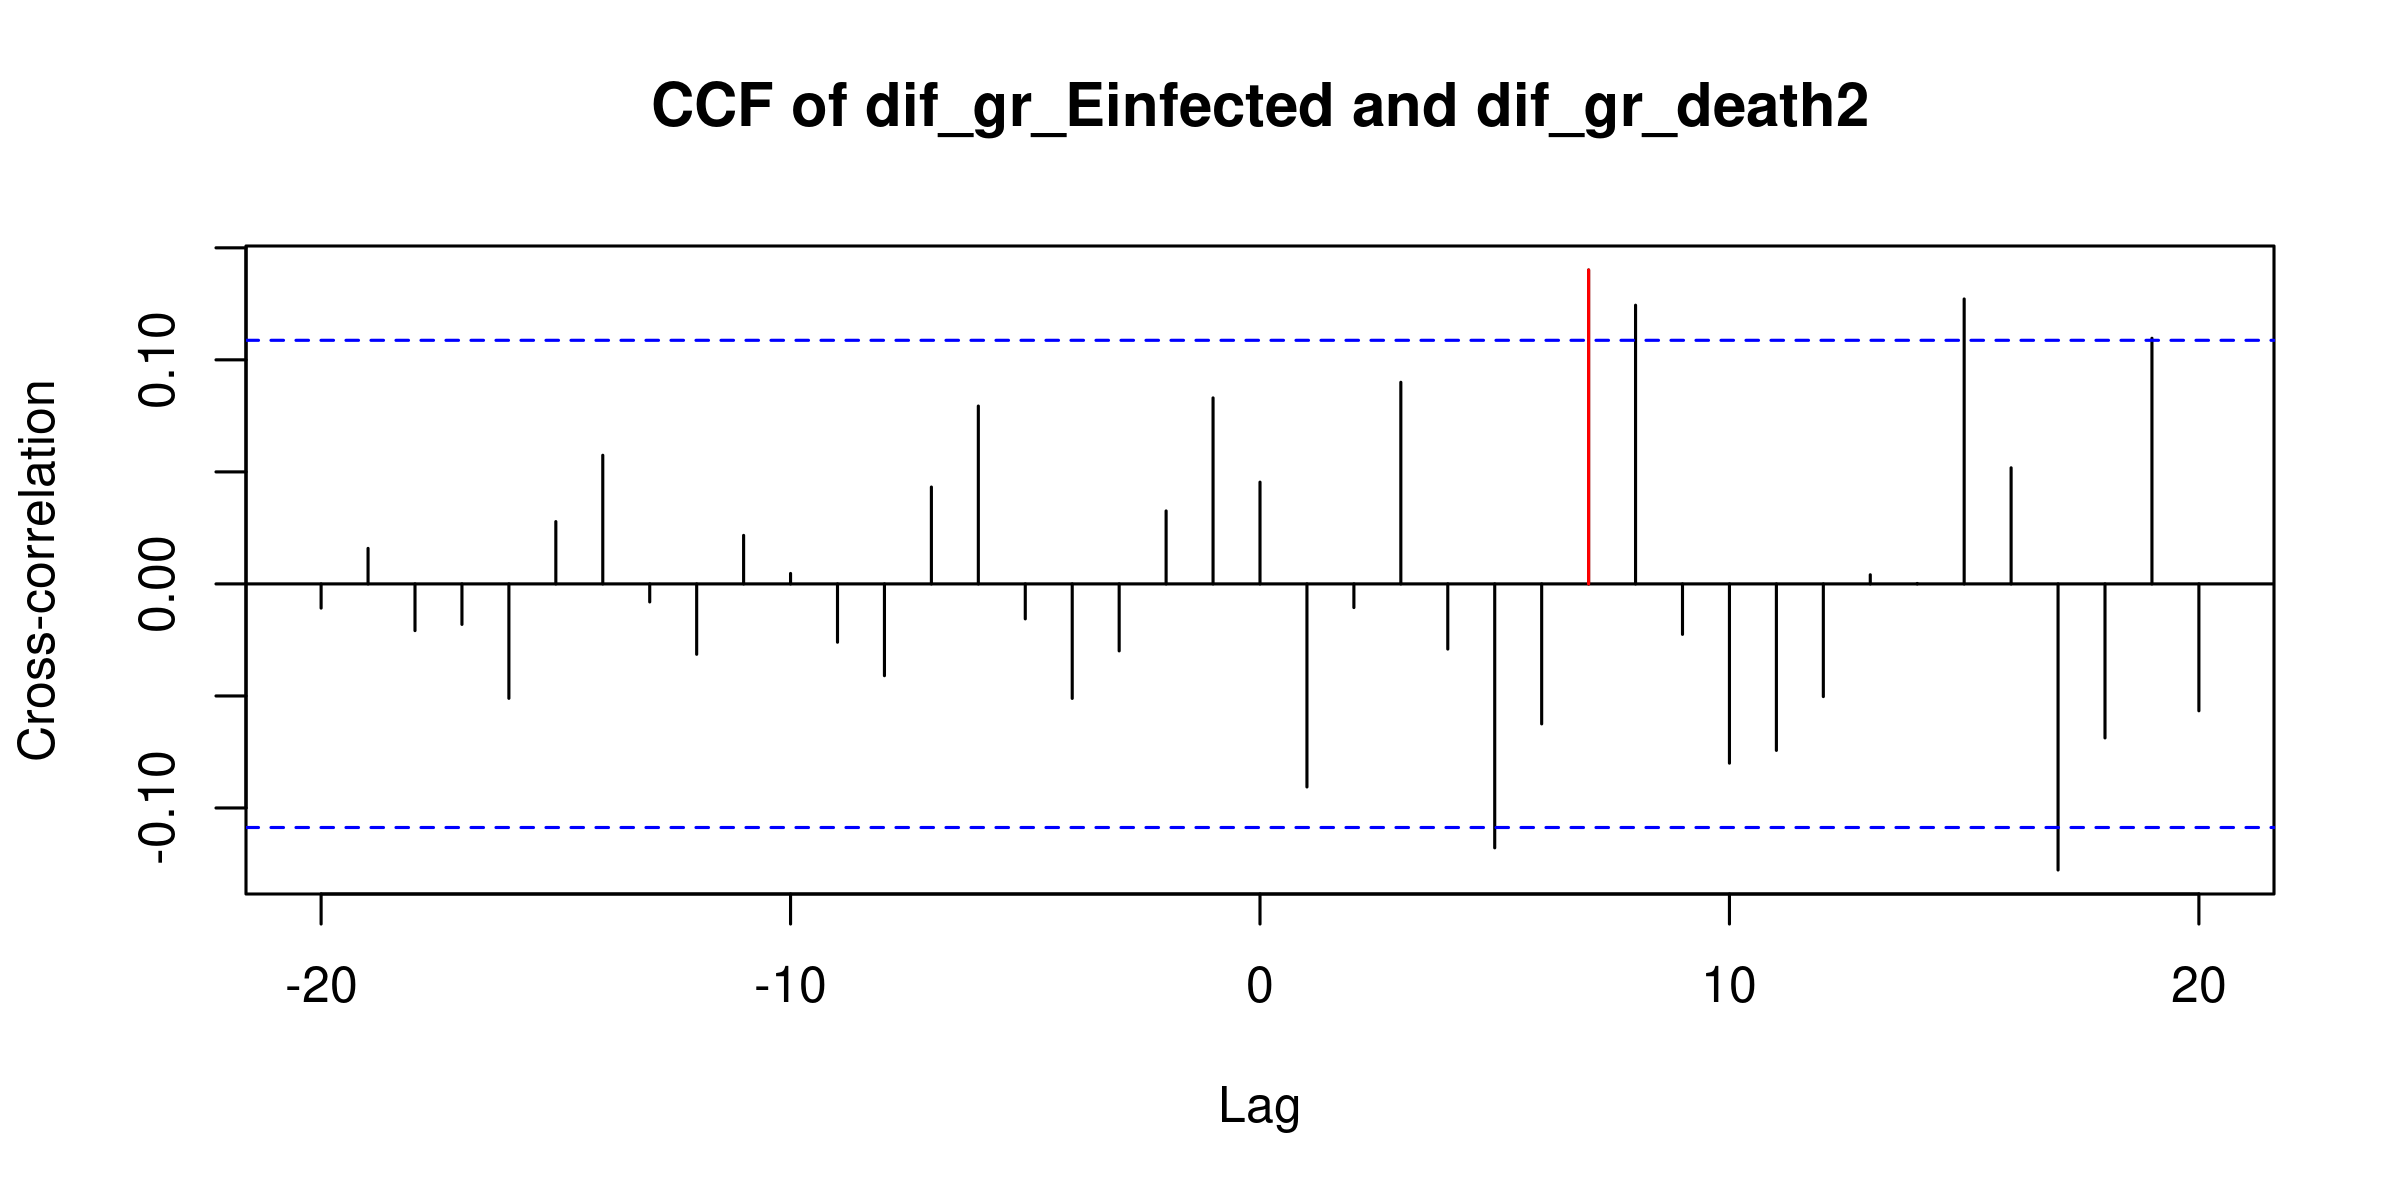 CCF of dif_gr_Einfected and dif_gr_death2
Cross-correlation
0.10
0.00
-0.10
-20 -10 0 10 20
Lag